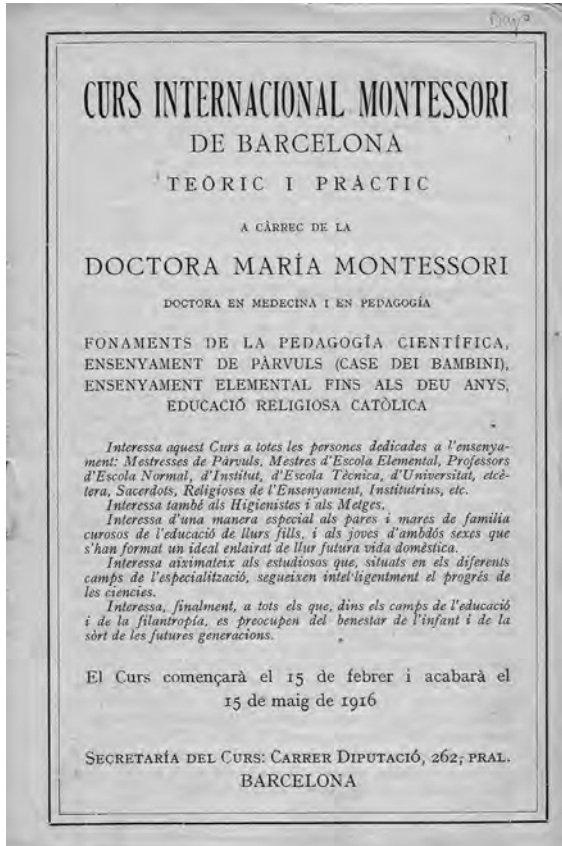 CURS INTERNACIONAL MONTESSORI
DE BARCELONA
TEÒRIC I PRÀCTIC
A CÀRREC DE LA
DOCTORA MARÍA MONTESSORI
DOCTORA EN MEDECINA I EN PEDAGOGÍA
FONAMENTS DE LA PEDAGOGÍA CIENTÍFICA,
ENSENYAMENT DE PÀRVULS (CASE DEI BAMBINI),
ENSENYAMENT ELEMENTAL FINS ALS DEU ANYS,
EDUCACIÓ RELIGIOSA CATÒLICA
Interessa aquest Curs a totes les persones dedicades a l'ensenya-
ment: Mestresses de Pàrvuls, Mestres d'Escola Elemental, Professors
d'Escola Normal, d'Institut, d'Escola Tècnica, d'Universitat, etcè-
tera, Sacerdots, Religioses de l'Ensenyament, Institutrius, etc.
Interessa també als Higienistes i als Metges.
Interessa d'una manera especial als pares i mares de familia
curosos de l'educació de llurs fills, i als joves d'ambdós sexes que
s'han format un ideal enlairat de llur futura vida domèstica.
Interessa aiximateix als estudiosos que, situats en els diferents
camps de l'especialització, segueixen intel·ligentment el progrés de
les ciencies.
Interessa, finalment, a tots els que, dins els camps de l'educació
i de la filantropía, es preocupen del benestar de l'infant i de la
sòrt de les futures generacions.
El Curs començarà el 15 de febrer i acabarà el
15 de maig de 1916
SECRETARÍA DEL CURS: CARRER DIPUTACIÓ, 262, PRAL.
BARCELONA